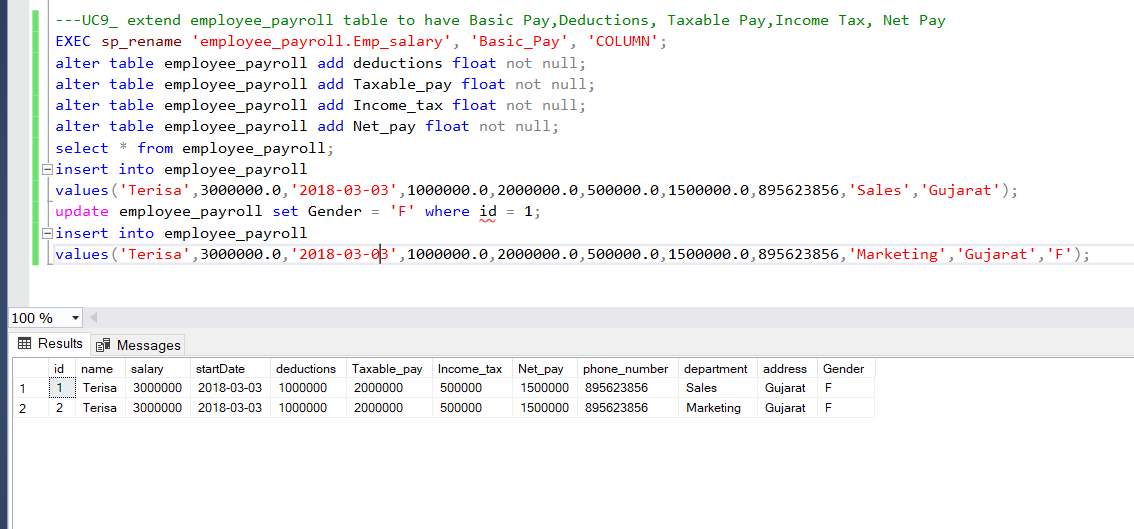 ---UC9_ extend employee_payroll table to have Basic Pay,Deductions, Taxable Pay,Income Tax, Net Pay
EXEC sp_rename 'employee_payroll.Emp_salary', 'Basic_Pay', 'COLUMN';
alter table employee_payroll add deductions float not null;
alter table employee_payroll add Taxable_pay float not null;
alter table employee_payroll add Income_tax float not null;
alter table employee_payroll add Net_pay float not null;
select * from employee_payroll;
insert into employee_payroll
values('Terisa',3000000.0,'2018-03-03',1000000.0,2000000.0,500000.0,1500000.0,895623856,'Sales','Gujarat');
update employee_payroll set Gender = 'F' where id = 1;
insert into employee_payroll
values('Terisa',3000000.0,'2018-03-03',1000000.0,2000000.0,500000.0,1500000.0,895623856,'Marketing','Gujarat','F');
100 %
Results Messages
id name salary startDate deductions Taxable_pay Income_tax Net_pay phone_number department address Gender
1 1 Terisa 3000000 2018-03-03 1000000 2000000 500000 1500000 895623856 Sales Gujarat F
2 2 Terisa 3000000 2018-03-03 1000000 2000000 500000 1500000 895623856 Marketing Gujarat F